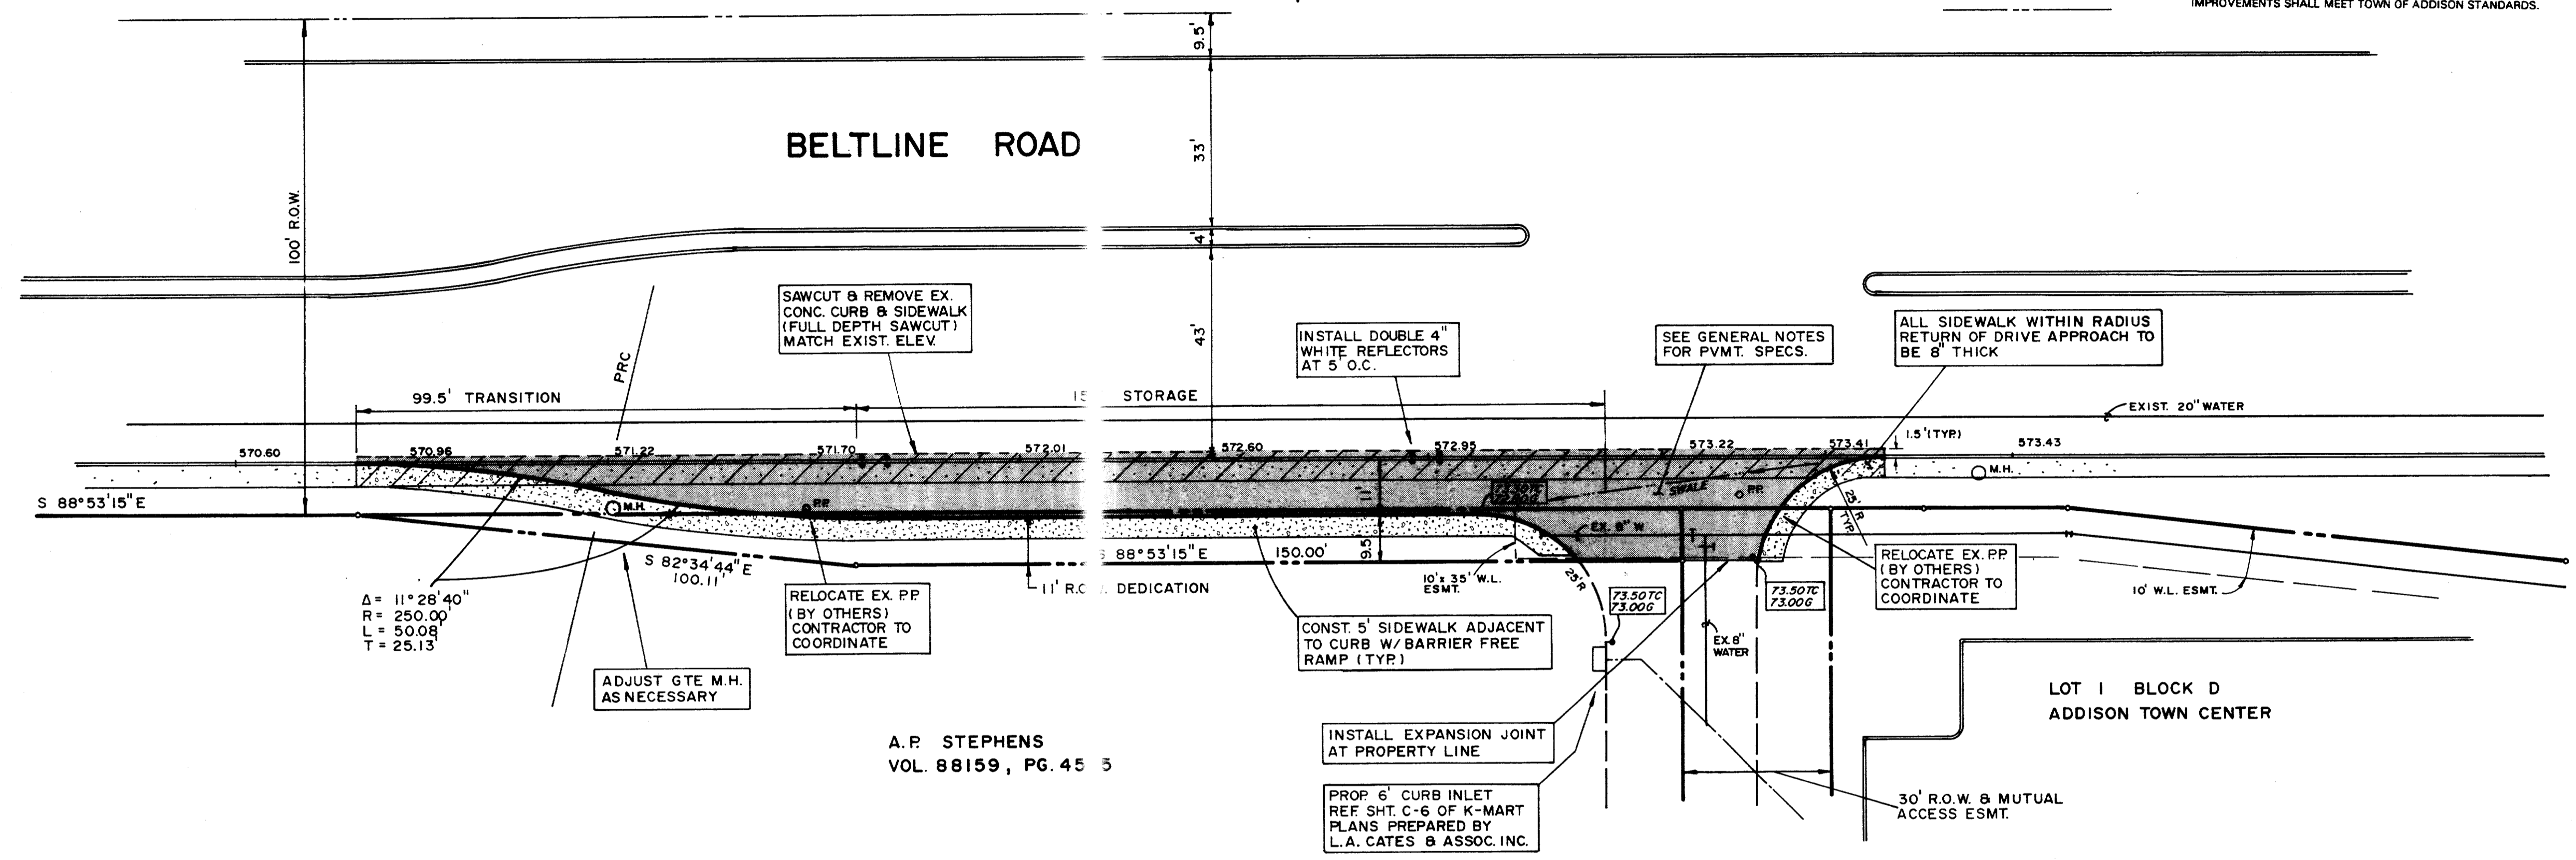 IMPROVEMENTS SHALL MEET TOWN OF ADDISON STANDARDS.
9.5'
BELTLINE ROAD
33'
100' R.O.W.
4'
43'
SAWCUT & REMOVE EX.
CONC. CURB & SIDEWALK
(FULL DEPTH SAWCUT)
MATCH EXIST. ELEV.
INSTALL DOUBLE 4"
WHITE REFLECTORS
AT 5' O.C.
SEE GENERAL NOTES
FOR PVMT. SPECS.
ALL SIDEWALK WITHIN RADIUS
RETURN OF DRIVE APPROACH TO
BE 8" THICK
PRC
99.5' TRANSITION
15
STORAGE
EXIST. 20" WATER
570.60
570.96
571.22
571.70
572.01
572.60
572.95
573.22
573.41
1.5' (TYP.)
573.43
M.H.
S 88°53'15"E
M.H.
P.P.
11'
73.50TC
SWALE
P.P.
25' R
TYP.
EX. 8" W
S 82°34'44"E
100.11'
S 88°53'15"E
150.00'
9.5'
10' x 35' W.L.
ESMT.
25'R
11' R.O.
DEDICATION
Δ= 11°28'40"
R= 250.00'
L= 50.08'
T= 25.13'
RELOCATE EX. P.P.
(BY OTHERS)
CONTRACTOR TO
COORDINATE
ADJUST GTE M.H.
AS NECESSARY
CONST. 5' SIDEWALK ADJACENT
TO CURB W/BARRIER FREE
RAMP (TYP.)
73.50TC
73.00G
73.50TC
73.00G
RELOCATE EX. P.P.
(BY OTHERS)
CONTRACTOR TO
COORDINATE
10' W.L. ESMT.
EX. 8"
WATER
INSTALL EXPANSION JOINT
AT PROPERTY LINE
PROP. 6' CURB INLET
REF. SHT. C-6 OF K-MART
PLANS PREPARED BY
L.A. CATES & ASSOC. INC.
30' R.O.W. & MUTUAL
ACCESS ESMT.
LOT 1 BLOCK D
ADDISON TOWN CENTER
A.P. STEPHENS
VOL. 88159, PG. 45 5